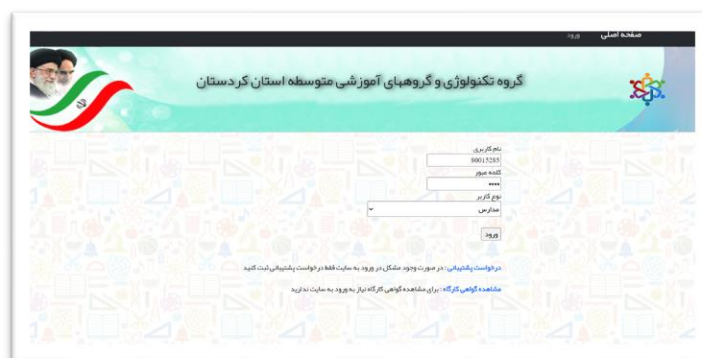 صفحه اصلی ورود
گروه تکنولوژی و گروههای آموزشی متوسطه استان کردستان
نام کاربری
80015285
کلمه عبور
••••
نوع کاربر
مدارس
ورود
درخواست پشتیبانی : در صورت وجود مشکل در ورود به سایت فقط درخواست پشتیبانی ثبت کنید
مشاهده گواهی کارگاه : برای مشاهده گواهی کارگاه نیاز به ورود به سایت ندارید